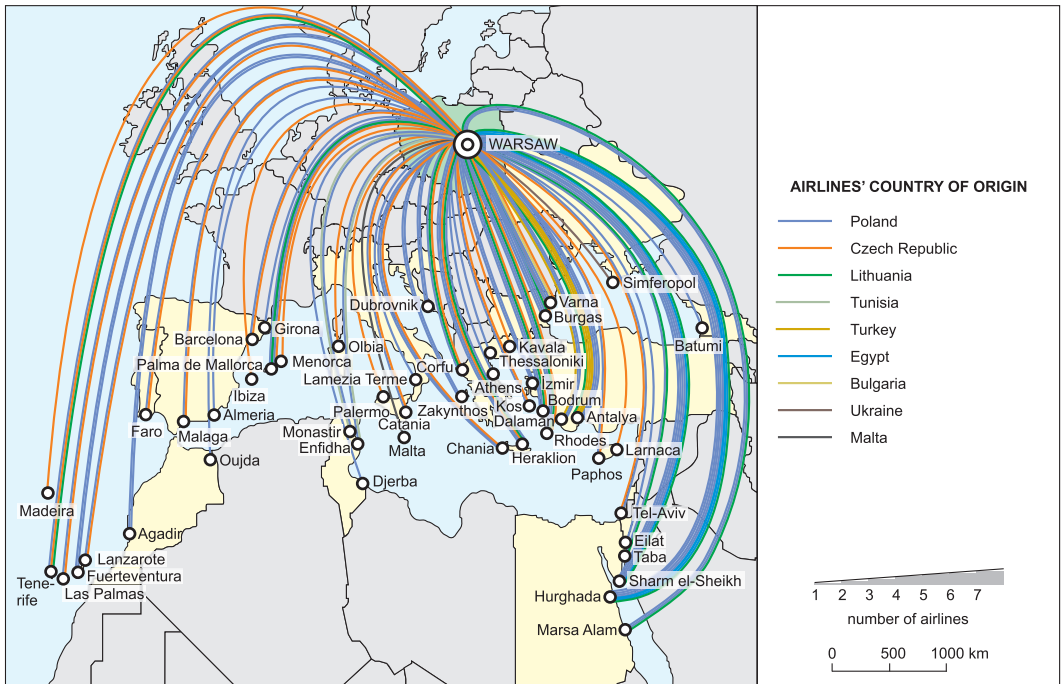 WARSAW
Simferopol
Dubrovnik
Varna
Burgas
Girona
Barcelona
Olbia
Kavala
Batumi
Thessaloniki
Palma de Mallorca
Menorca
Corfu
Lamezia Terme
Athens
Izmir
Ibiza
Bodrum
Palermo
Zakynthos
Kos
Almeria
Catania
Dalaman
Antalya
Faro
Malaga
Monastir
Rhodes
Enfidha
Malta
Chania
Heraklion
Larnaca
Oujda
Paphos
Djerba
Madeira
Tel-Aviv
Agadir
Eilat
Lanzarote
Taba
Tene-
rife
Fuerteventura
Sharm el-Sheikh
Las Palmas
Hurghada
Marsa Alam
AIRLINES’ COUNTRY OF ORIGIN
Poland
Czech Republic
Lithuania
Tunisia
Turkey
Egypt
Bulgaria
Ukraine
Malta
1 2 3 4 5 6 7
number of airlines
0 500 1000 km